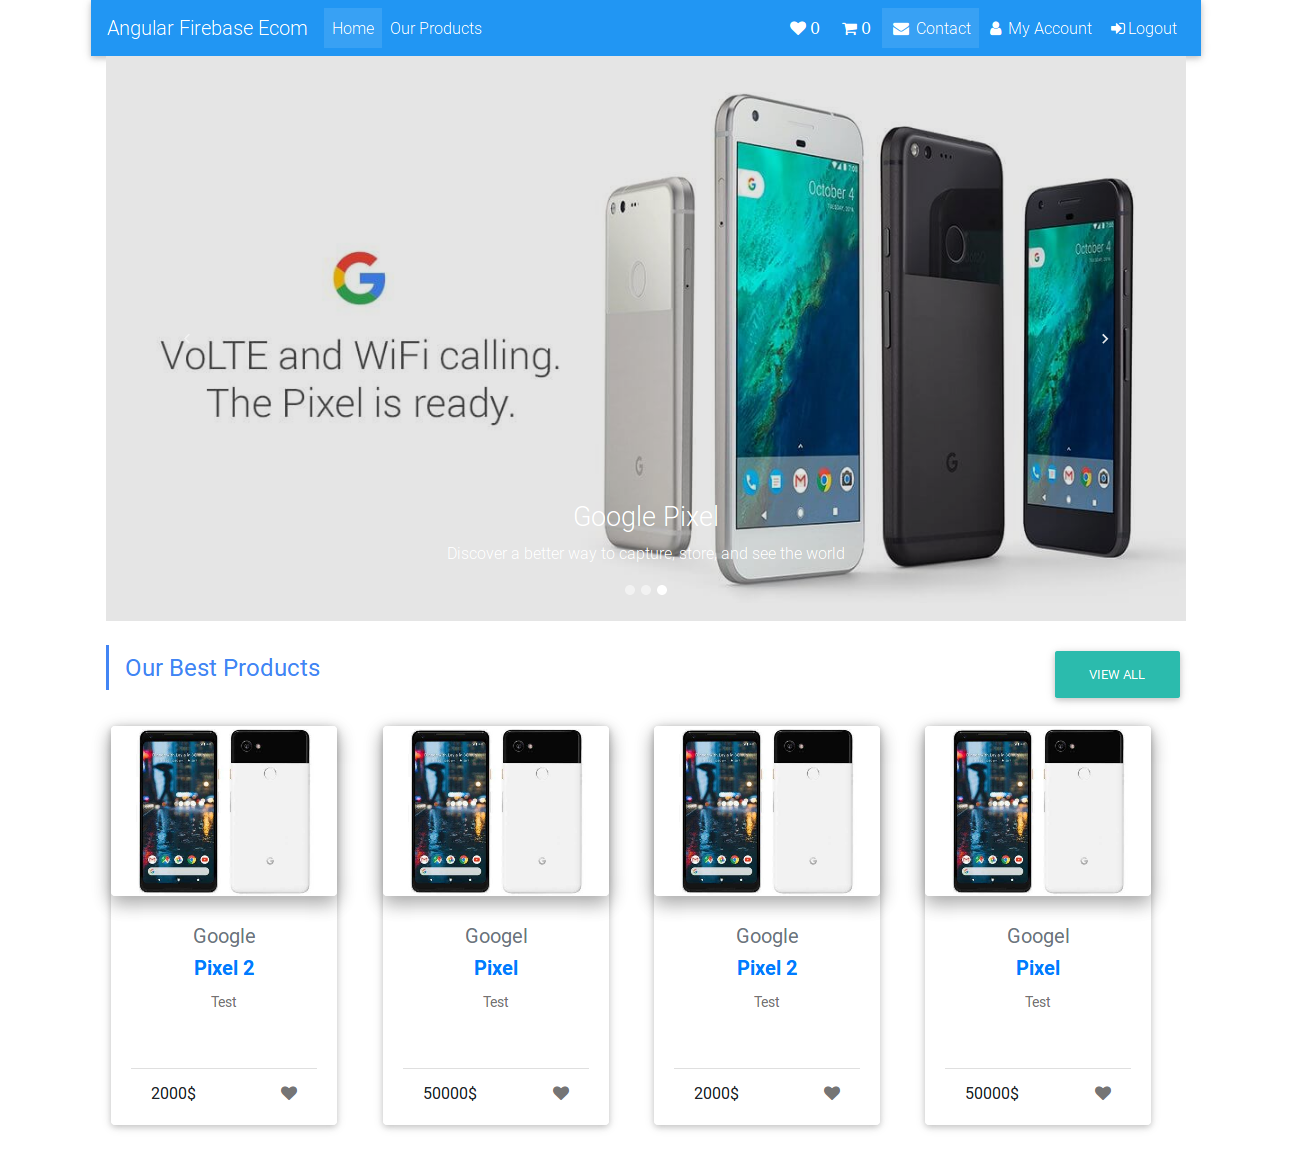 Angular Firebase Ecom Home Our Products 0 0 Contact My Account Logout
October 4
October 4
VoLTE and WiFi calling.
The Pixel is ready.
Google Pixel
Discover a better way to capture, store, and see the world
Our Best Products
VIEW ALL
Google Googel Google Googel
Pixel 2 Pixel Pixel 2 Pixel
Test Test Test Test
2000$ 50000$ 2000$ 50000$